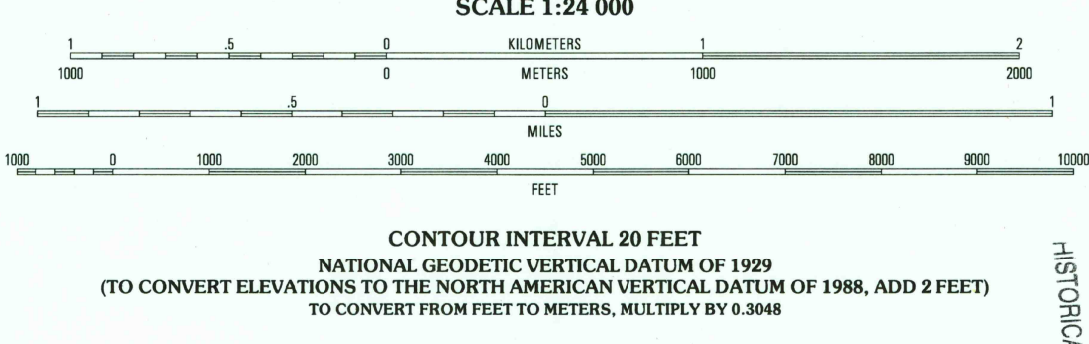 SCALE 1:24 000
1 .5 0 KILOMETERS 1 2
1000 0 METERS 1000 2000
1 .5 0 1
MILES
1000 0 1000 2000 3000 4000 5000 6000 7000 8000 9000 10000
FEET
CONTOUR INTERVAL 20 FEET
NATIONAL GEODETIC VERTICAL DATUM OF 1929
(TO CONVERT ELEVATIONS TO THE NORTH AMERICAN VERTICAL DATUM OF 1988, ADD 2 FEET)
TO CONVERT FROM FEET TO METERS, MULTIPLY BY 0.3048